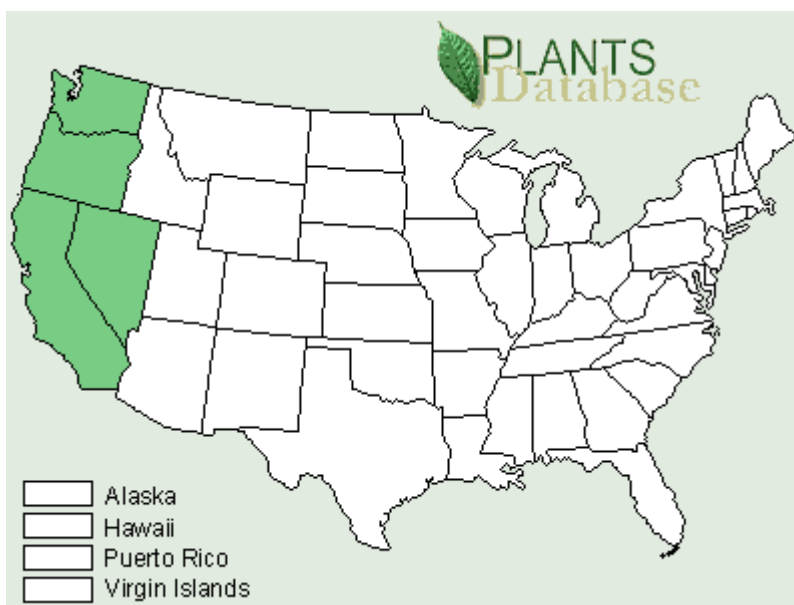 PLANTS
Database
Alaska
Hawaii
Puerto Rico
Virgin Islands